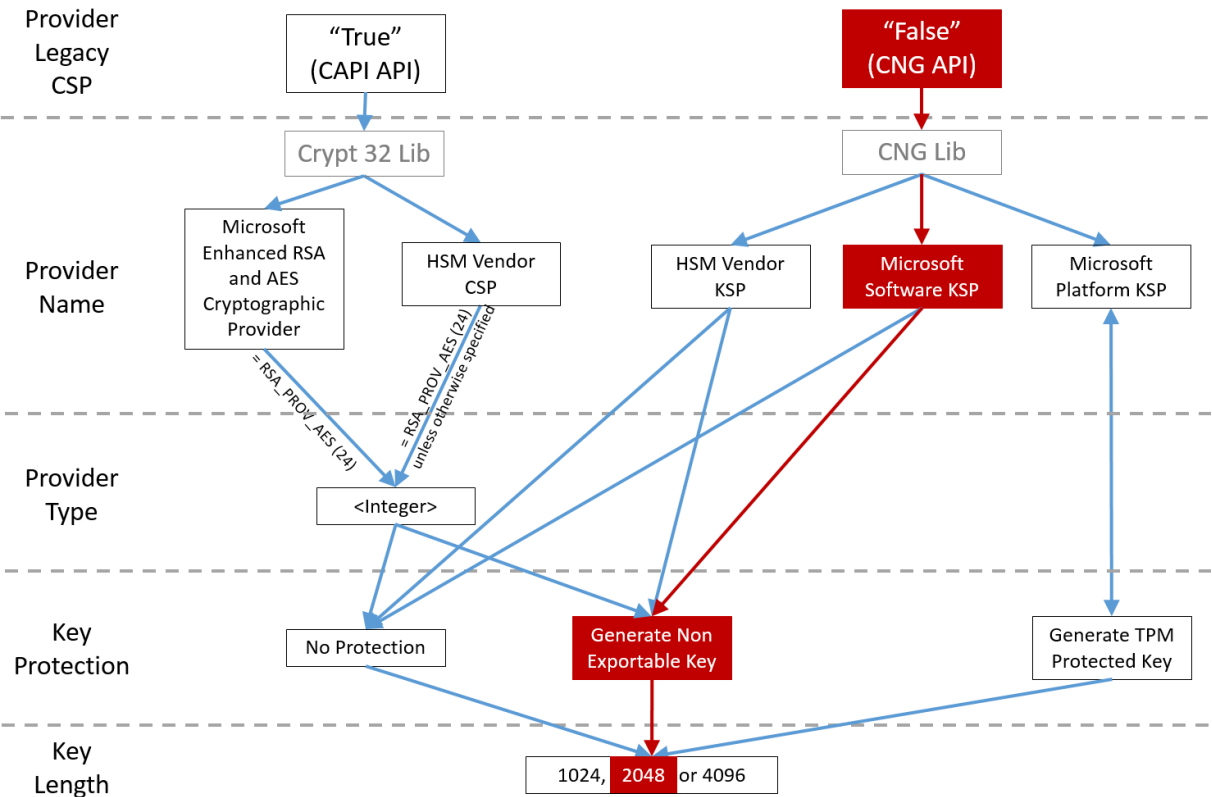 Provider
Legacy
CSP
“True”
(CAPI API)
“False”
(CNG API)
Crypt 32 Lib
CNG Lib
Provider
Name
Microsoft
Enhanced RSA
and AES
Cryptographic
Provider
HSM Vendor
CSP
HSM Vendor
KSP
Microsoft
Software KSP
Microsoft
Platform KSP
= RSA_PROV_AES (24)
= RSA_PROV_AES (24)
unless otherwise specified
Provider
Type
<Integer>
Key
Protection
No Protection
Generate Non
Exportable Key
Generate TPM
Protected Key
Key
Length
1024, 2048 or 4096